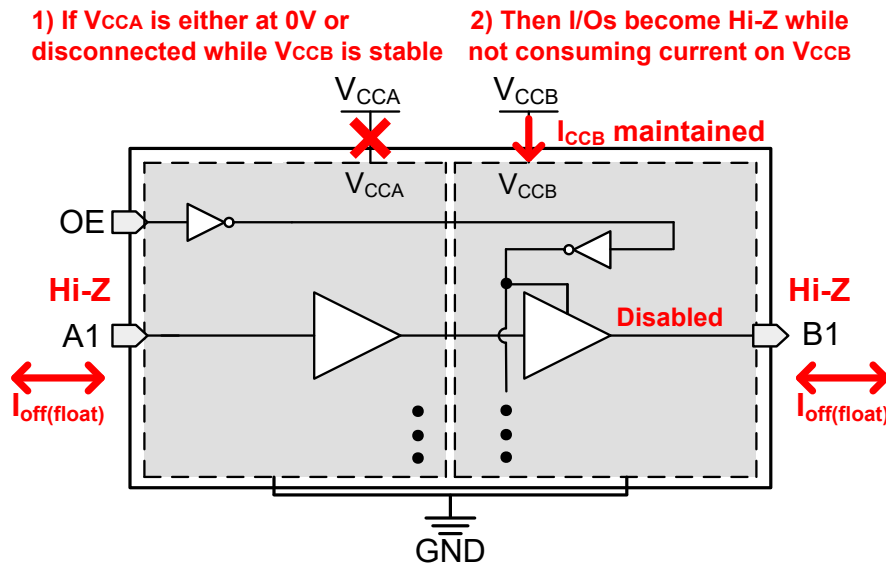 1) If VCCA is either at 0V or
disconnected while VCCB is stable
2) Then I/Os become Hi-Z while
not consuming current on VCCB
VCCA
VCCB
ICCB maintained
VCCA
VCCB
OE
Hi-Z
Hi-Z
A1
Disabled
B1
Ioff(float)
Ioff(float)
GND